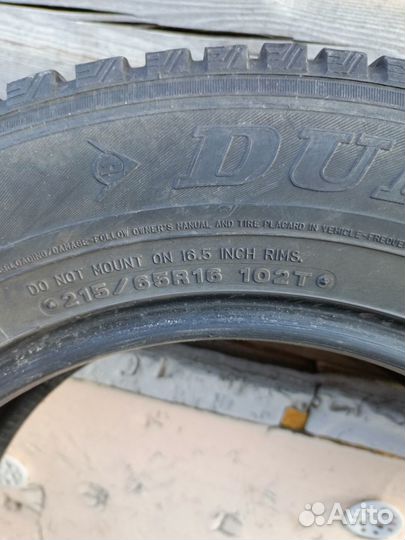 DU
OVERLOADING/DAMAGE-FOLLOW OWNER'S MANUAL AND TIRE PLACARD IN VEHICLE-FREQUE
DO NOT MOUNT ON 16.5 INCH RIMS.
215/65R16 102T
Avito